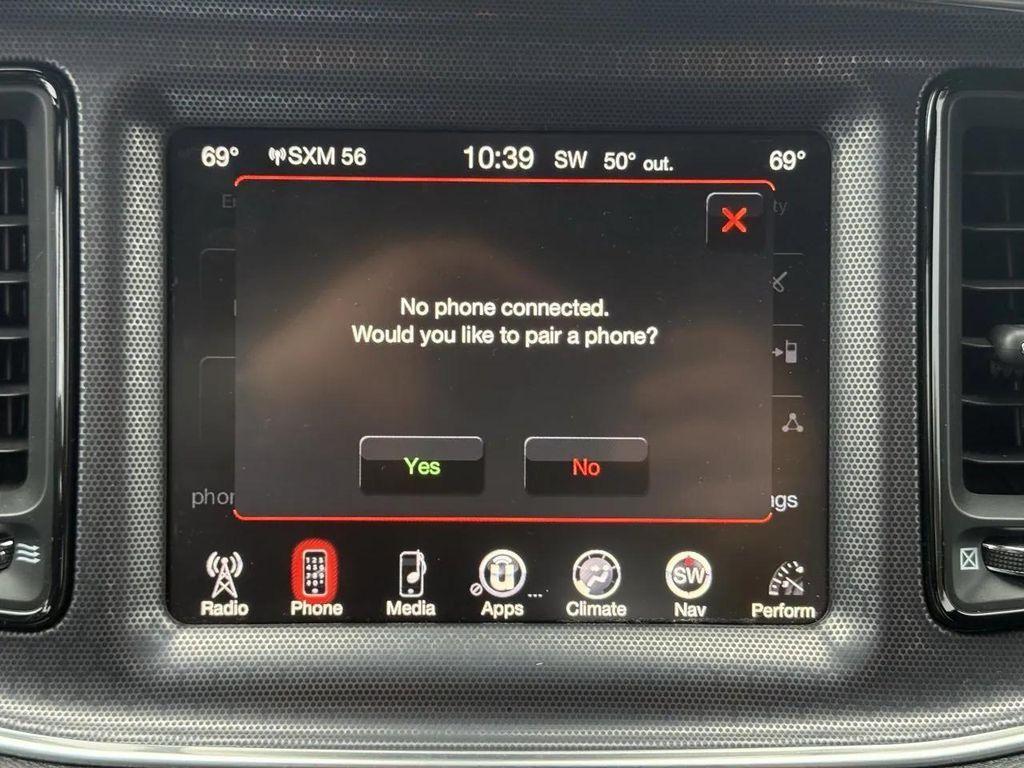 69° SXM 56 10:39 SW 50° out. 69°
No phone connected.
Would you like to pair a phone?
Yes No
Radio Phone Media Apps Climate SW Nav Perform